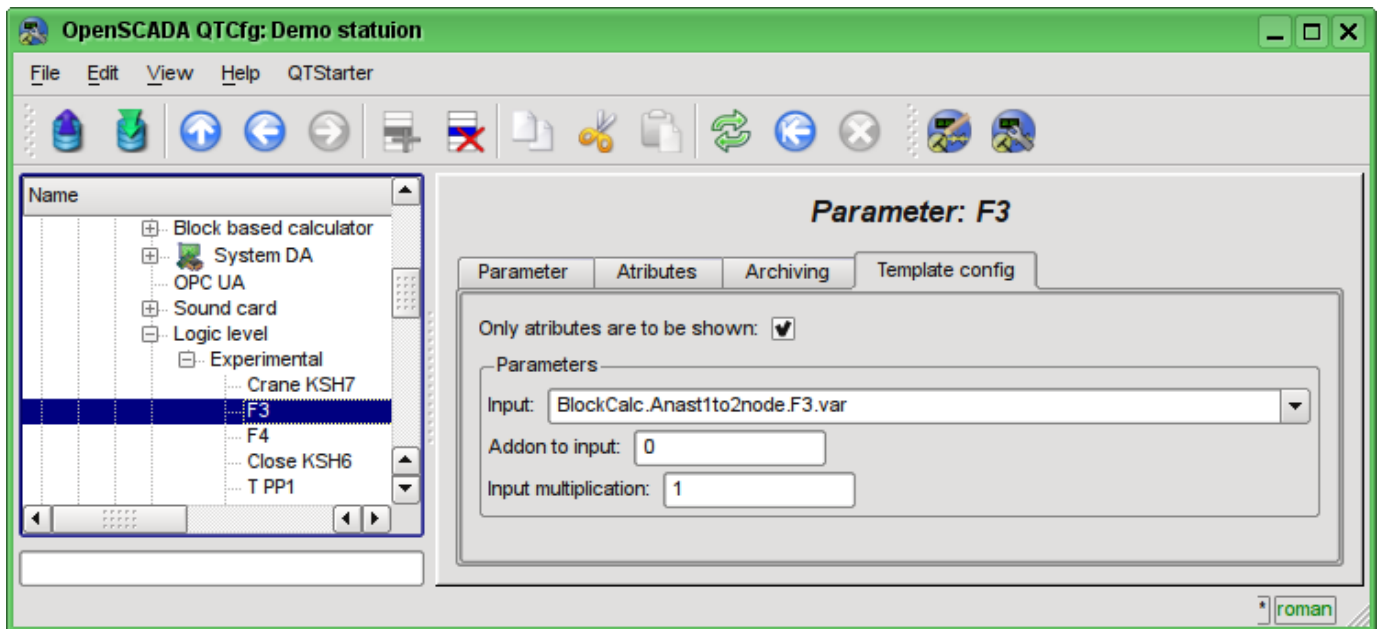 OpenSCADA QTCfg: Demo statuion
File Edit View Help QTStarter
Name
Block based calculator
System DA
OPC UA
Sound card
Logic level
Experimental
Crane KSH7
F3
F4
Close KSH6
T PP1
Parameter: F3
Parameter Atributes Archiving Template config
Only atributes are to be shown:
Parameters
Input: BlockCalc.Anast1to2node.F3.var
Addon to input: 0
Input multiplication: 1
* roman